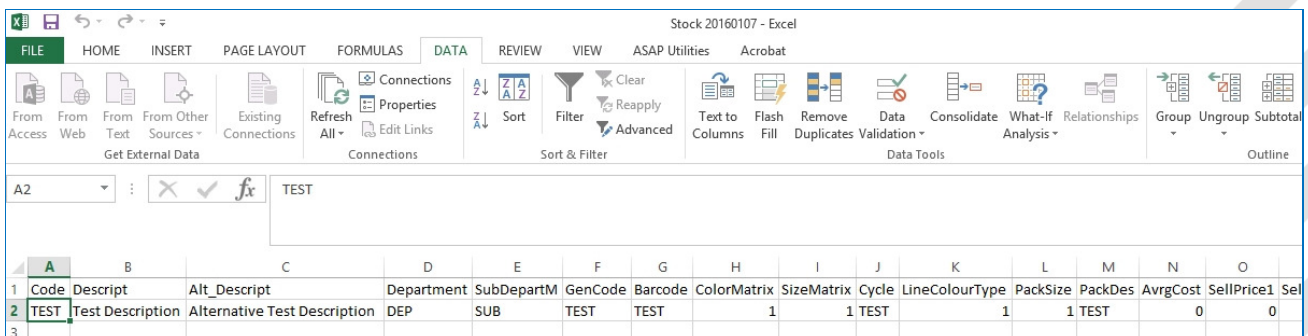 Stock 20160107 - Excel
FILE HOME INSERT PAGE LAYOUT FORMULAS DATA REVIEW VIEW ASAP Utilities Acrobat
From Access From Web From Text From Other Sources Existing Connections
Get External Data
Refresh All Connections Properties Edit Links
Connections
Sort Filter Clear Reapply Advanced
Sort & Filter
Text to Columns Flash Fill Remove Duplicates Data Validation Consolidate What-If Analysis Relationships
Data Tools
Group Ungroup Subtotal
Outline
A2 fx TEST
A B C D E F G H I J K L M N O
1 Code Descript Alt_Descript Department SubDepartM GenCode Barcode ColorMatrix SizeMatrix Cycle LineColourType PackSize PackDes AvrgCost SellPrice1 Sel
2 TEST Test Description Alternative Test Description DEP SUB TEST TEST 1 1 TEST 1 1 TEST 0 0
3